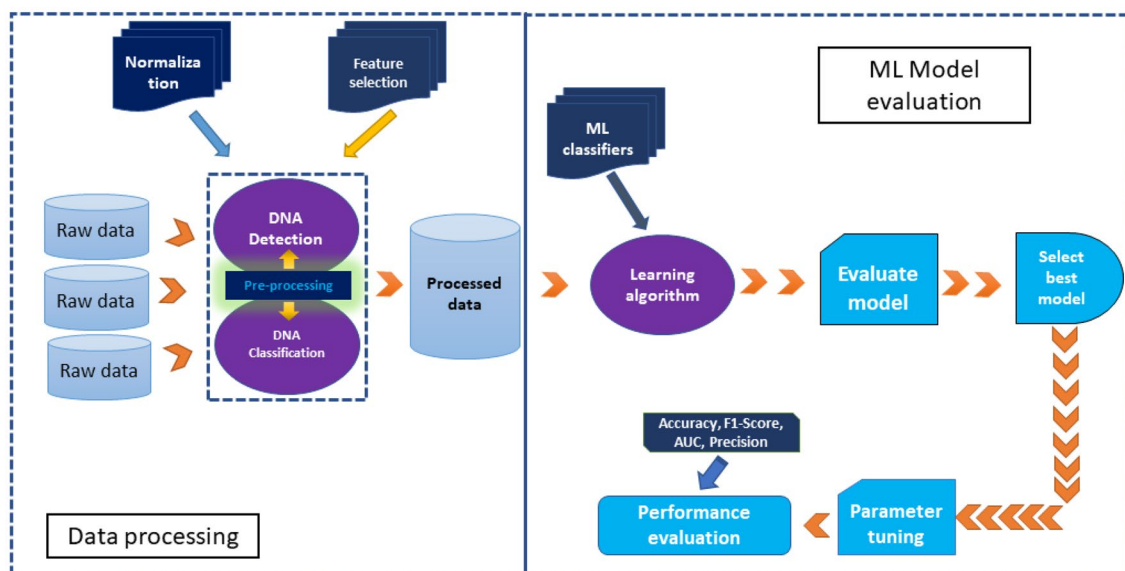 Normaliza
tion
Feature
selection
Raw data
Raw data
Raw data
DNA
Detection
Pre-processing
DNA
Classification
Processed
data
Data processing
ML Model
evaluation
ML
classifiers
Learning
algorithm
Evaluate
model
Select
best
model
Accuracy, F1-Score,
AUC, Precision
Performance
evaluation
Parameter
tuning